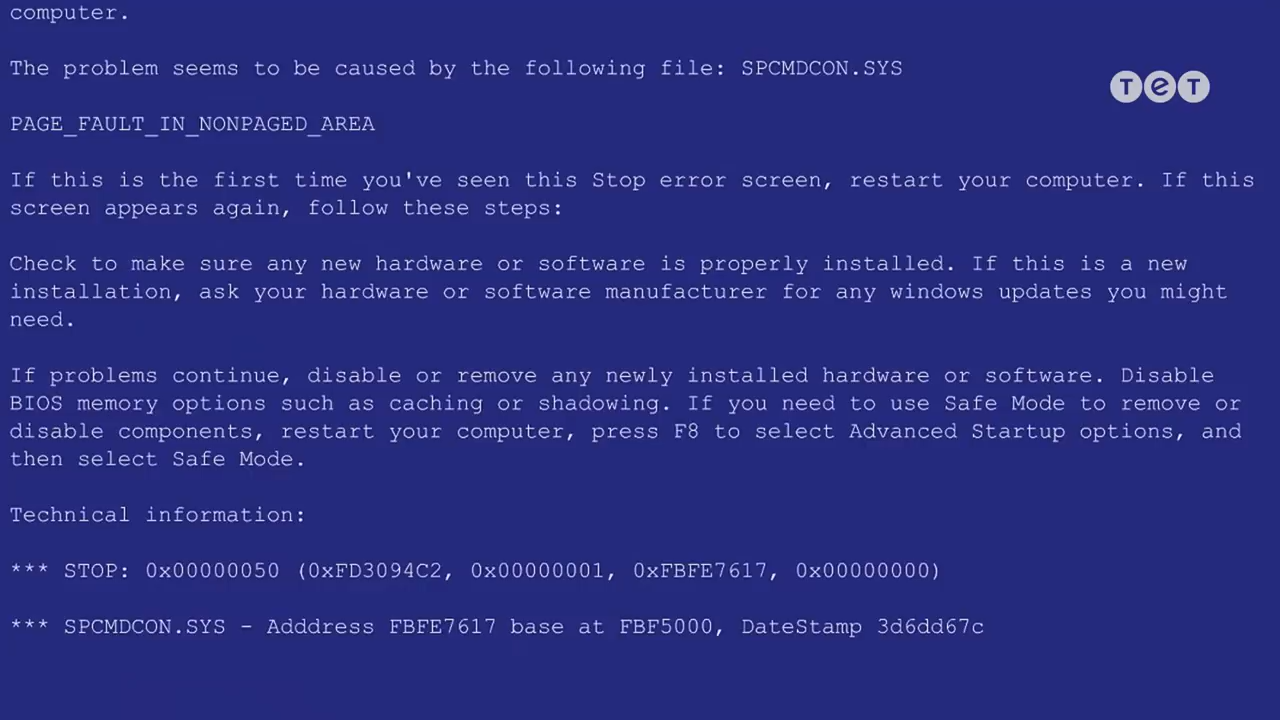 computer.
The problem seems to be caused by the following file: SPCMDCON.SYS
TeT
PAGE_FAULT_IN_NONPAGED_AREA
If this is the first time you've seen this Stop error screen, restart your computer. If this
screen appears again, follow these steps:
Check to make sure any new hardware or software is properly installed. If this is a new
installation, ask your hardware or software manufacturer for any windows updates you might
need.
If problems continue, disable or remove any newly installed hardware or software. Disable
BIOS memory options such as caching or shadowing. If you need to use Safe Mode to remove or
disable components, restart your computer, press F8 to select Advanced Startup options, and
then select Safe Mode.
Technical information:
*** STOP: 0x00000050 (0xFD3094C2, 0x00000001, 0xFBFE7617, 0x00000000)
*** SPCMDCON.SYS - Adddress FBFE7617 base at FBF5000, DateStamp 3d6dd67c